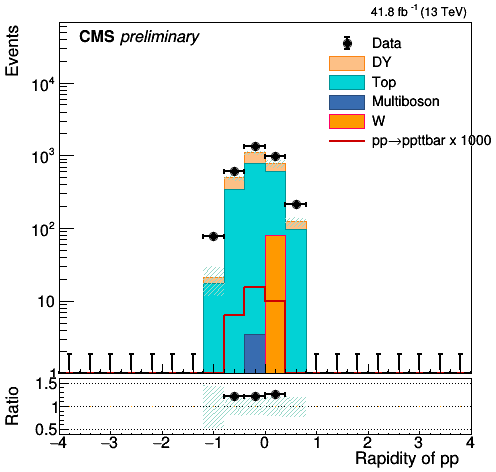 41.8 fb⁻¹ (13 TeV)
CMS preliminary
Events
Data
DY
Top
Multiboson
W
pp→ppttbar x 1000
10⁴
10³
10²
10
1
Ratio
1.5
1
0.5
−4 −3 −2 −1 0 1 2 3 4
Rapidity of pp